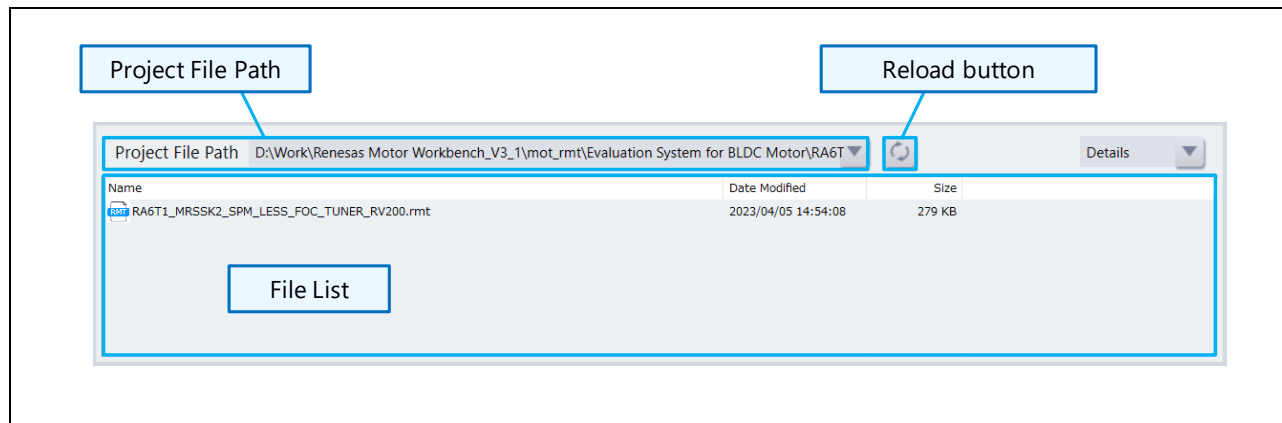 Project File Path
Reload button
Project File Path D:\Work\Renesas Motor Workbench_V3_1\mot_rmt\Evaluation System for BLDC Motor\RA6T
Details
Name Date Modified Size
RMT RA6T1_MRSSK2_SPM_LESS_FOC_TUNER_RV200.rmt 2023/04/05 14:54:08 279 KB
File List